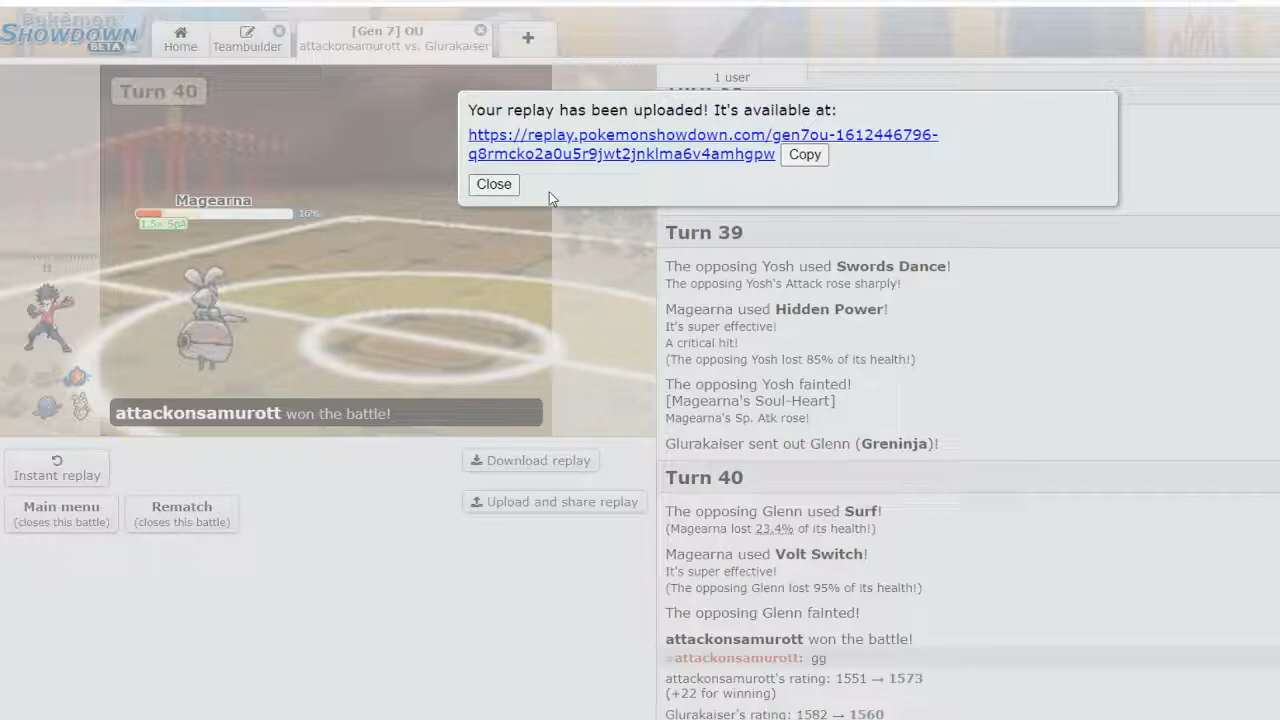 Pokémon
SHOWDOWN
BETA
Home
Teambuilder
[Gen 7] OU
attackonsamurott vs. Glurakaiser
Turn 40
1 user
Your replay has been uploaded! It's available at:
https://replay.pokemonshowdown.com/gen7ou-1612446796-
q8rmcko2a0u5r9jwt2jnklma6v4amhgpw Copy
Close
Magearna
16%
1.5× SpA
attackonsamurott won the battle!
Instant replay
Download replay
Upload and share replay
Main menu
(closes this battle)
Rematch
(closes this battle)
Turn 39
The opposing Yosh used Swords Dance!
The opposing Yosh's Attack rose sharply!
Magearna used Hidden Power!
It's super effective!
A critical hit!
(The opposing Yosh lost 85% of its health!)
The opposing Yosh fainted!
[Magearna's Soul-Heart]
Magearna's Sp. Atk rose!
Glurakaiser sent out Glenn (Greninja)!
Turn 40
The opposing Glenn used Surf!
(Magearna lost 23.4% of its health!)
Magearna used Volt Switch!
It's super effective!
(The opposing Glenn lost 95% of its health!)
The opposing Glenn fainted!
attackonsamurott won the battle!
☆attackonsamurott: gg
attackonsamurott's rating: 1551 → 1573
(+22 for winning)
Glurakaiser's rating: 1582 → 1560